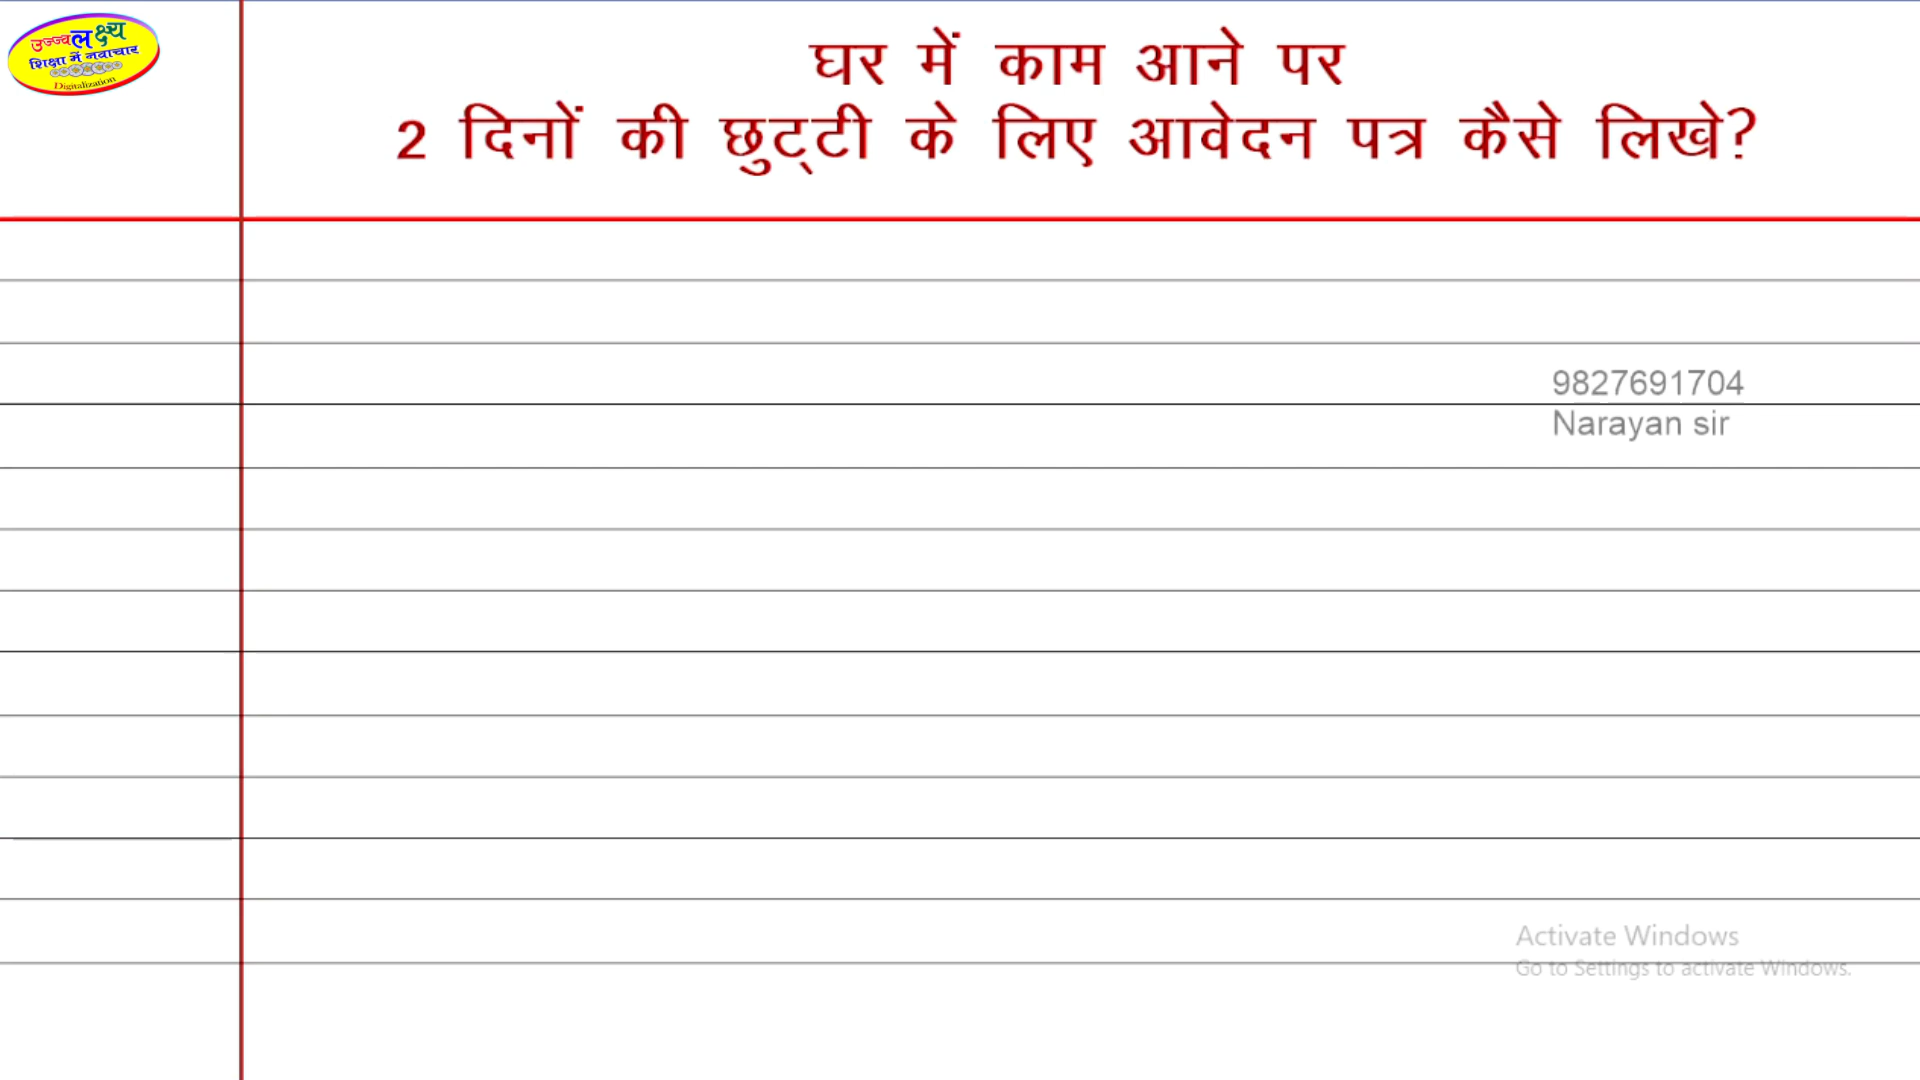 उज्ज्वल लक्ष्य
शिक्षा में नवाचार
Digitalization
घर में काम आने पर
2 दिनों की छुट्‌टी के लिए आवेदन पत्र कैसे लिखे?
9827691704
Narayan sir
Activate Windows
Go to Settings to activate Windows.